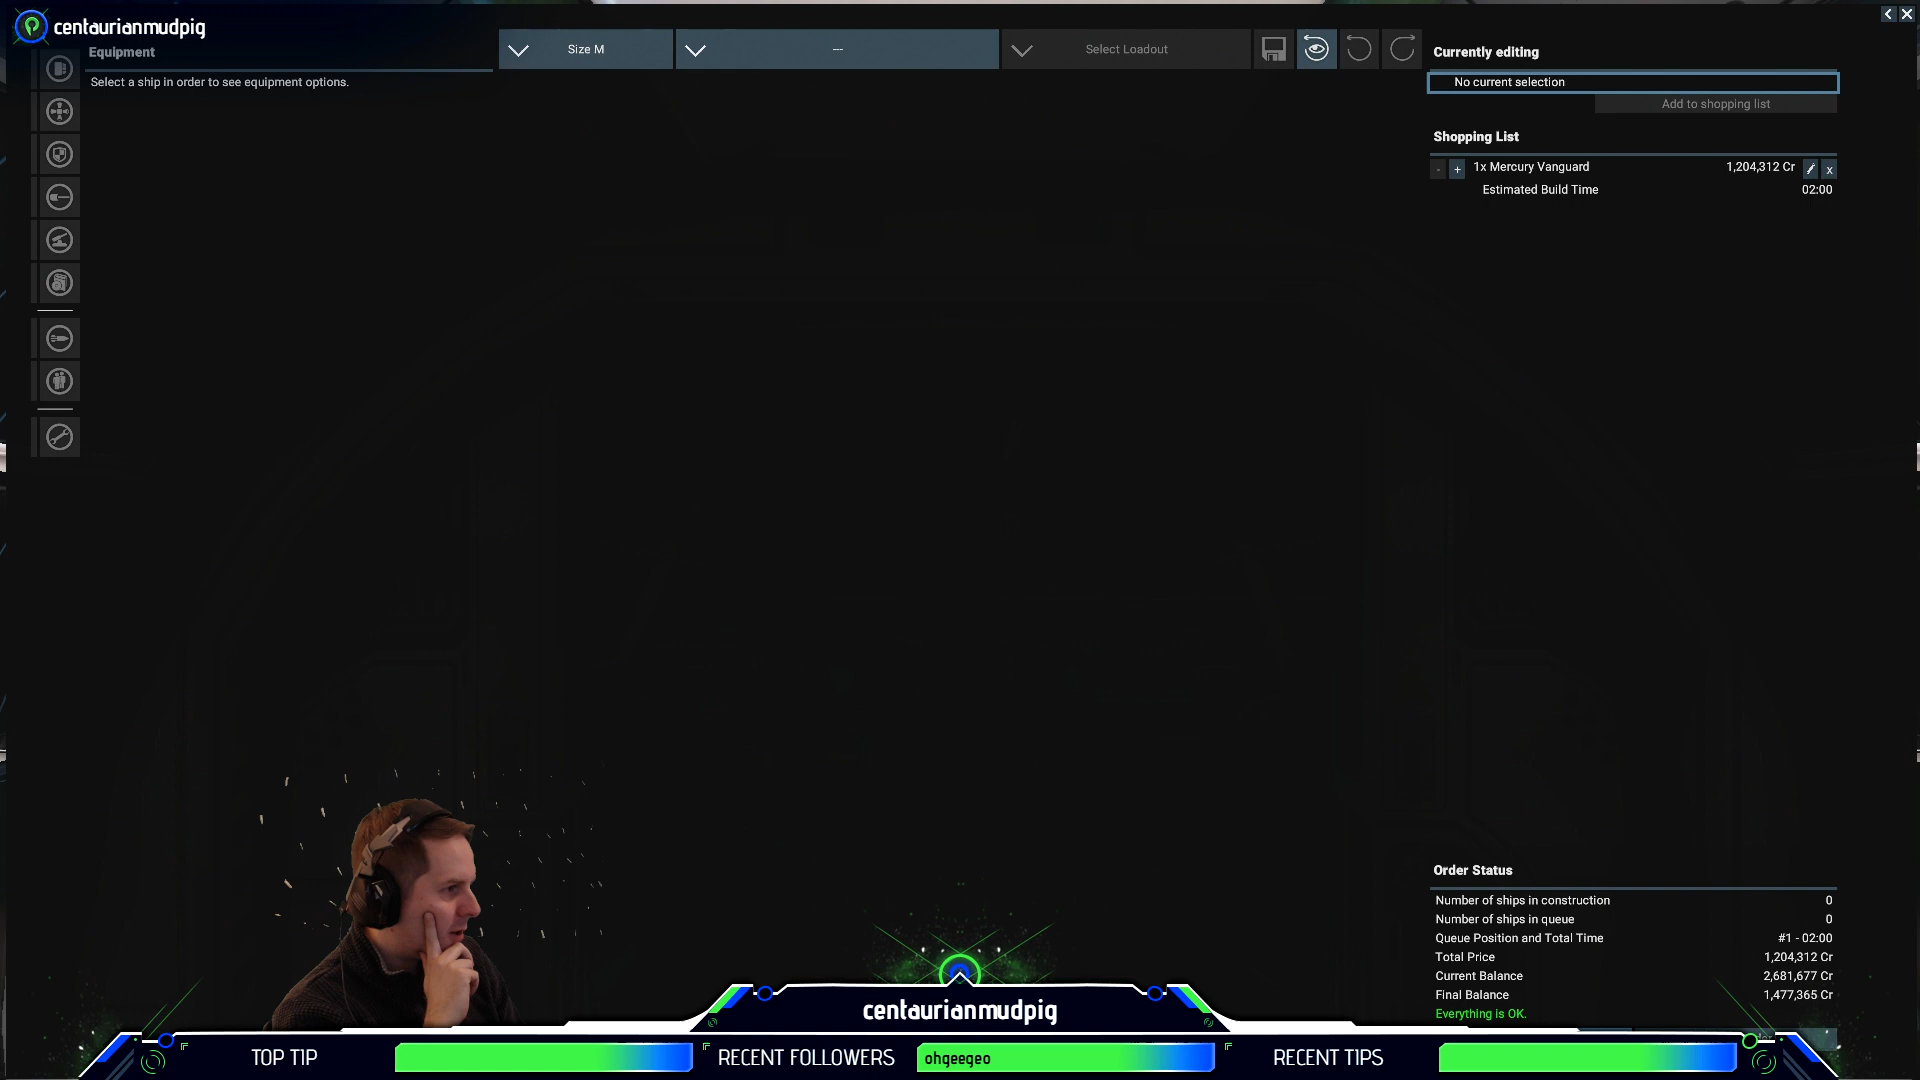 centaurianmudpig
Equipment
Select a ship in order to see equipment options.
Size M
---
Select Loadout
Currently editing
No current selection
Add to shopping list
Shopping List
- + 1x Mercury Vanguard 1,204,312 Cr x
Estimated Build Time 02:00
Order Status
Number of ships in construction 0
Number of ships in queue 0
Queue Position and Total Time #1 - 02:00
Total Price 1,204,312 Cr
Current Balance 2,681,677 Cr
Final Balance 1,477,365 Cr
Everything is OK.
centaurianmudpig
TOP TIP
RECENT FOLLOWERS ohgeegeo
RECENT TIPS